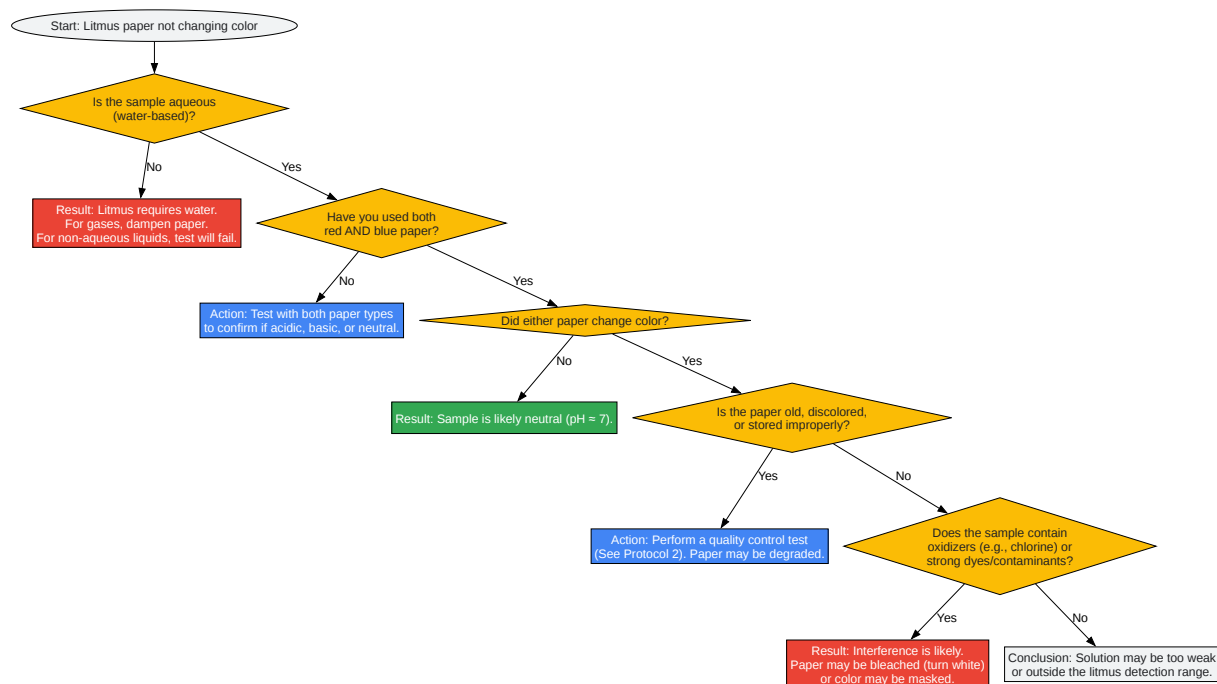 Start: Litmus paper not changing color
Is the sample aqueous
(water-based)?
No
Yes
Result: Litmus requires water.
For gases, dampen paper.
For non-aqueous liquids, test will fail.
Have you used both
red AND blue paper?
No
Yes
Action: Test with both paper types
to confirm if acidic, basic, or neutral.
Did either paper change color?
No
Yes
Result: Sample is likely neutral (pH ≈ 7).
Is the paper old, discolored,
or stored improperly?
Yes
No
Action: Perform a quality control test
(See Protocol 2). Paper may be degraded.
Does the sample contain
oxidizers (e.g., chlorine) or
strong dyes/contaminants?
Yes
No
Result: Interference is likely.
Paper may be bleached (turn white)
or color may be masked.
Conclusion: Solution may be too weak
or outside the litmus detection range.